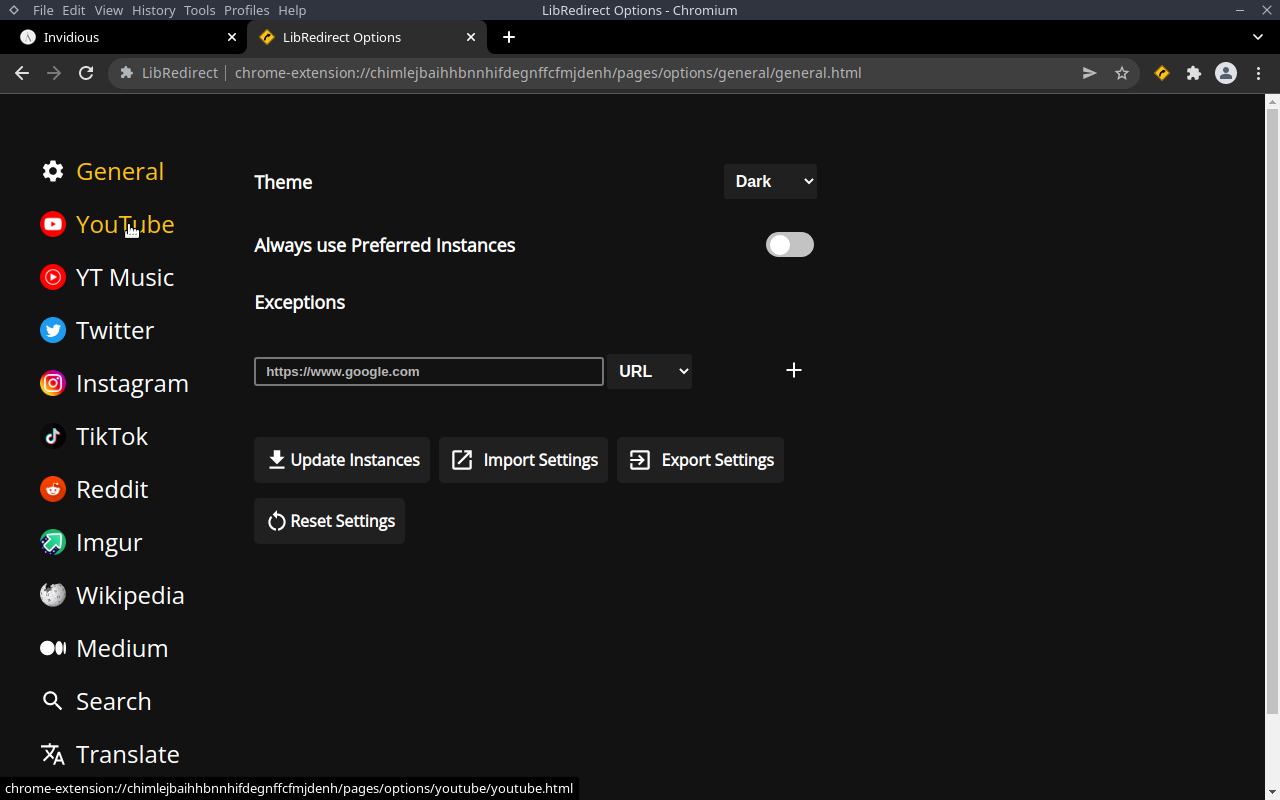 File Edit View History Tools Profiles Help
LibRedirect Options - Chromium
Invidious
LibRedirect Options
LibRedirect
chrome-extension://chimlejbaihhbnnhifdegnffcfmjdenh/pages/options/general/general.html
General
YouTube
YT Music
Twitter
Instagram
TikTok
Reddit
Imgur
Wikipedia
Medium
Search
Translate
Theme
Dark
Always use Preferred Instances
Exceptions
https://www.google.com
URL
Update Instances
Import Settings
Export Settings
Reset Settings
chrome-extension://chimlejbaihhbnnhifdegnffcfmjdenh/pages/options/youtube/youtube.html